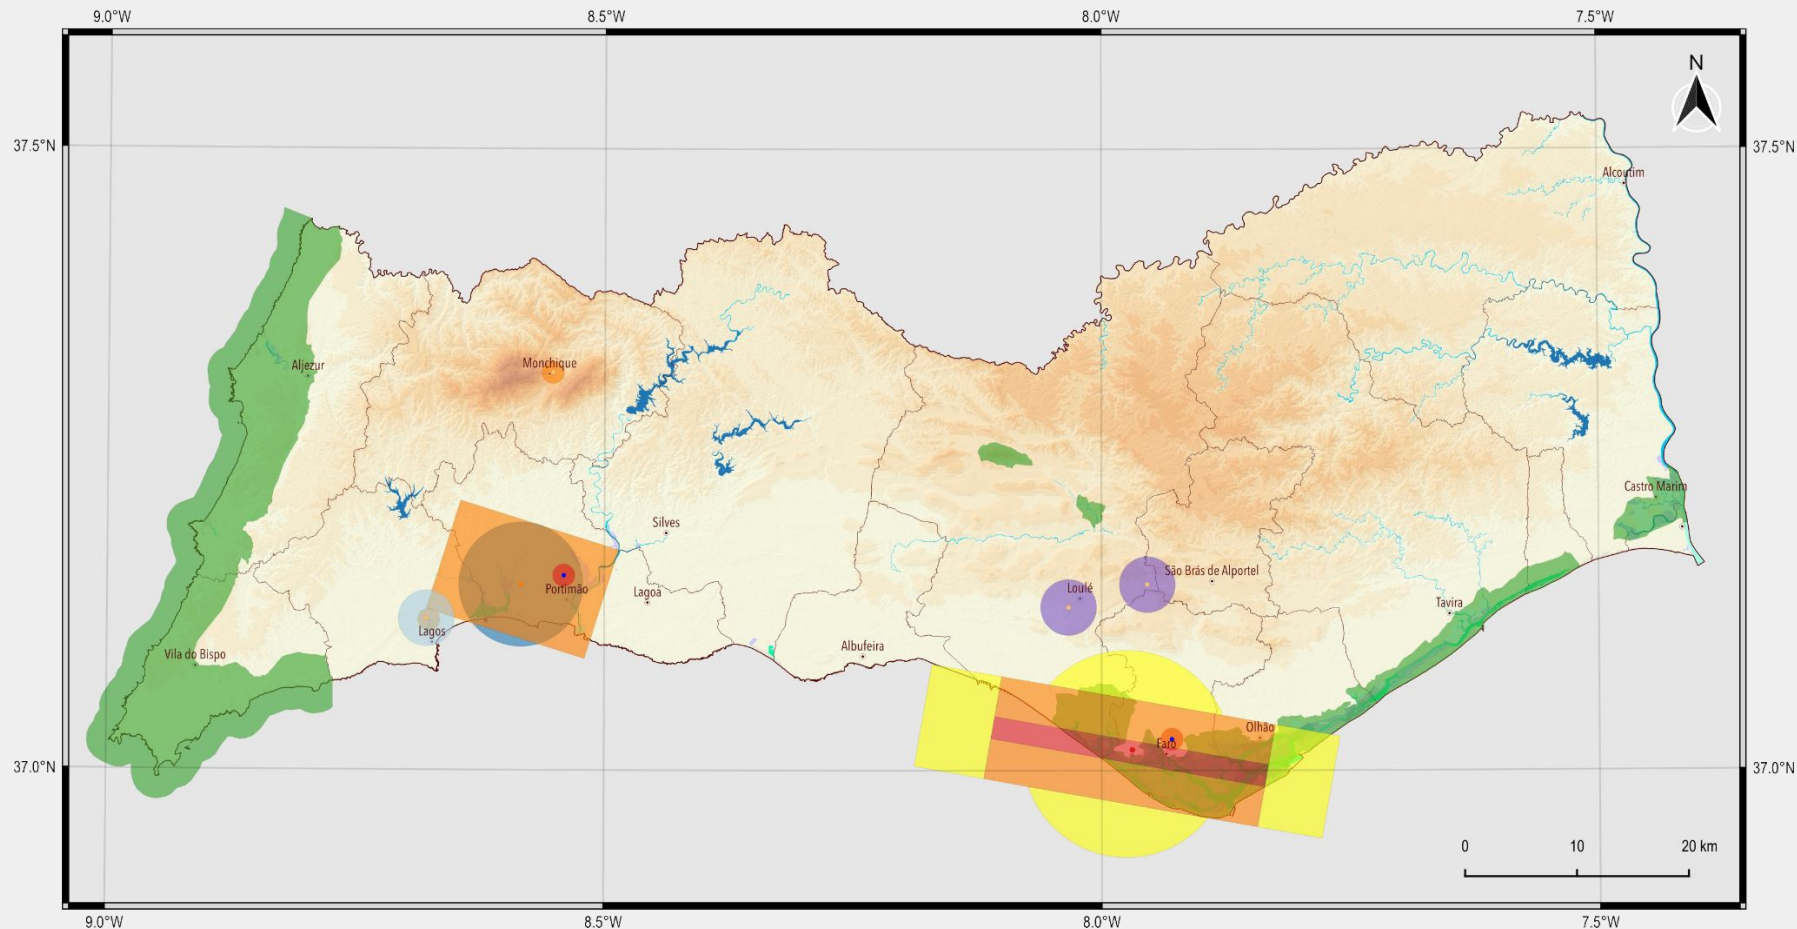 9.0°W 8.5°W 8.0°W 7.5°W
N
37.5°N 37.5°N
Alcoutim
Monchique
Aljezur
Castro Marim
Silves
São Brás de Alportel
Portimão Loulé
Lagoa
Tavira
Lagos
Albufeira
Vila do Bispo
Olhão
Faro
37.0°N 37.0°N
0 10 20 km
9.0°W 8.5°W 8.0°W 7.5°W